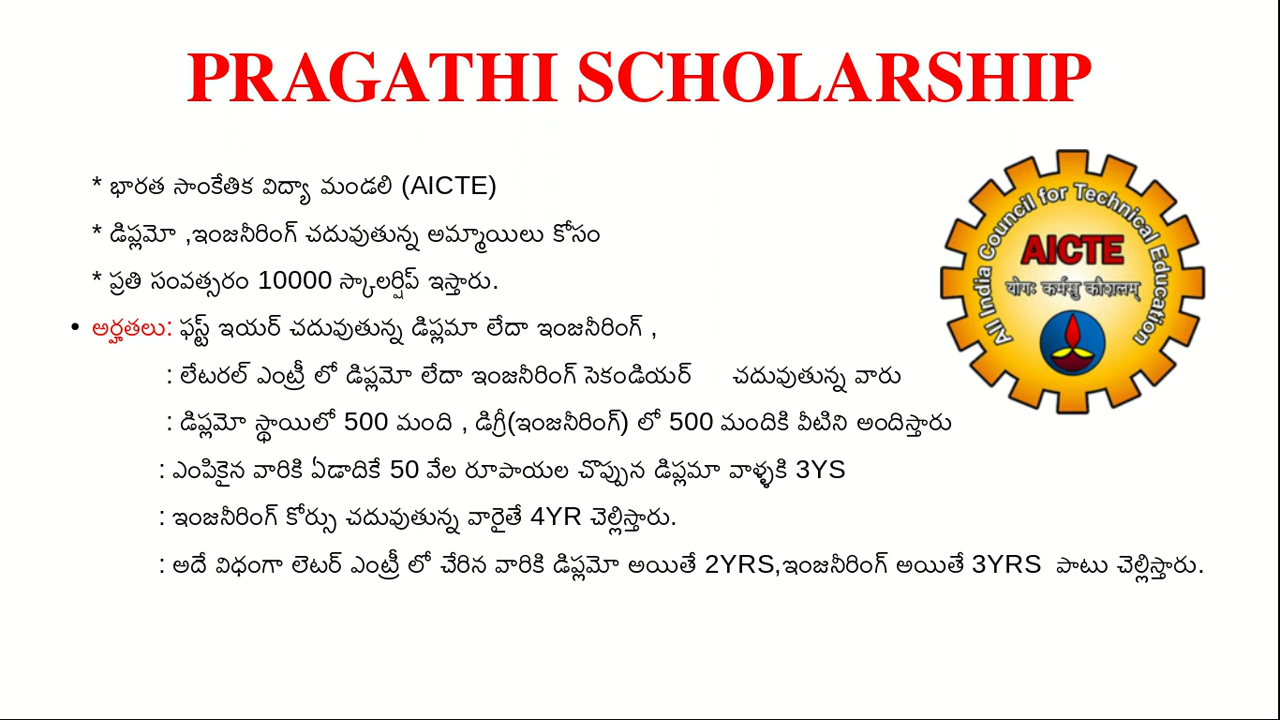 PRAGATHI SCHOLARSHIP
* భారత సాంకేతిక విద్యా మండలి (AICTE)
* డిప్లమో ,ఇంజనీరింగ్ చదువుతున్న అమ్మాయిలు కోసం
* ప్రతి సంవత్సరం 10000 స్కాలర్షిప్ ఇస్తారు.
• అర్హతలు: ఫస్ట్ ఇయర్ చదువుతున్న డిప్లమా లేదా ఇంజనీరింగ్ ,
: లేటరల్ ఎంట్రీ లో డిప్లమో లేదా ఇంజనీరింగ్ సెకండియర్ చదువుతున్న వారు
: డిప్లమో స్థాయిలో 500 మంది , డిగ్రీ(ఇంజనీరింగ్) లో 500 మందికి వీటిని అందిస్తారు
: ఎంపికైన వారికి ఏడాదికే 50 వేల రూపాయల చొప్పున డిప్లమా వాళ్ళకి 3YS
: ఇంజనీరింగ్ కోర్సు చదువుతున్న వారైతే 4YR చెల్లిస్తారు.
: అదే విధంగా లెటర్ ఎంట్రీ లో చేరిన వారికి డిప్లమో అయితే 2YRS,ఇంజనీరింగ్ అయితే 3YRS పాటు చెల్లిస్తారు.
All India Council for Technical Education
AICTE
योगः कर्मसु कौशलम्